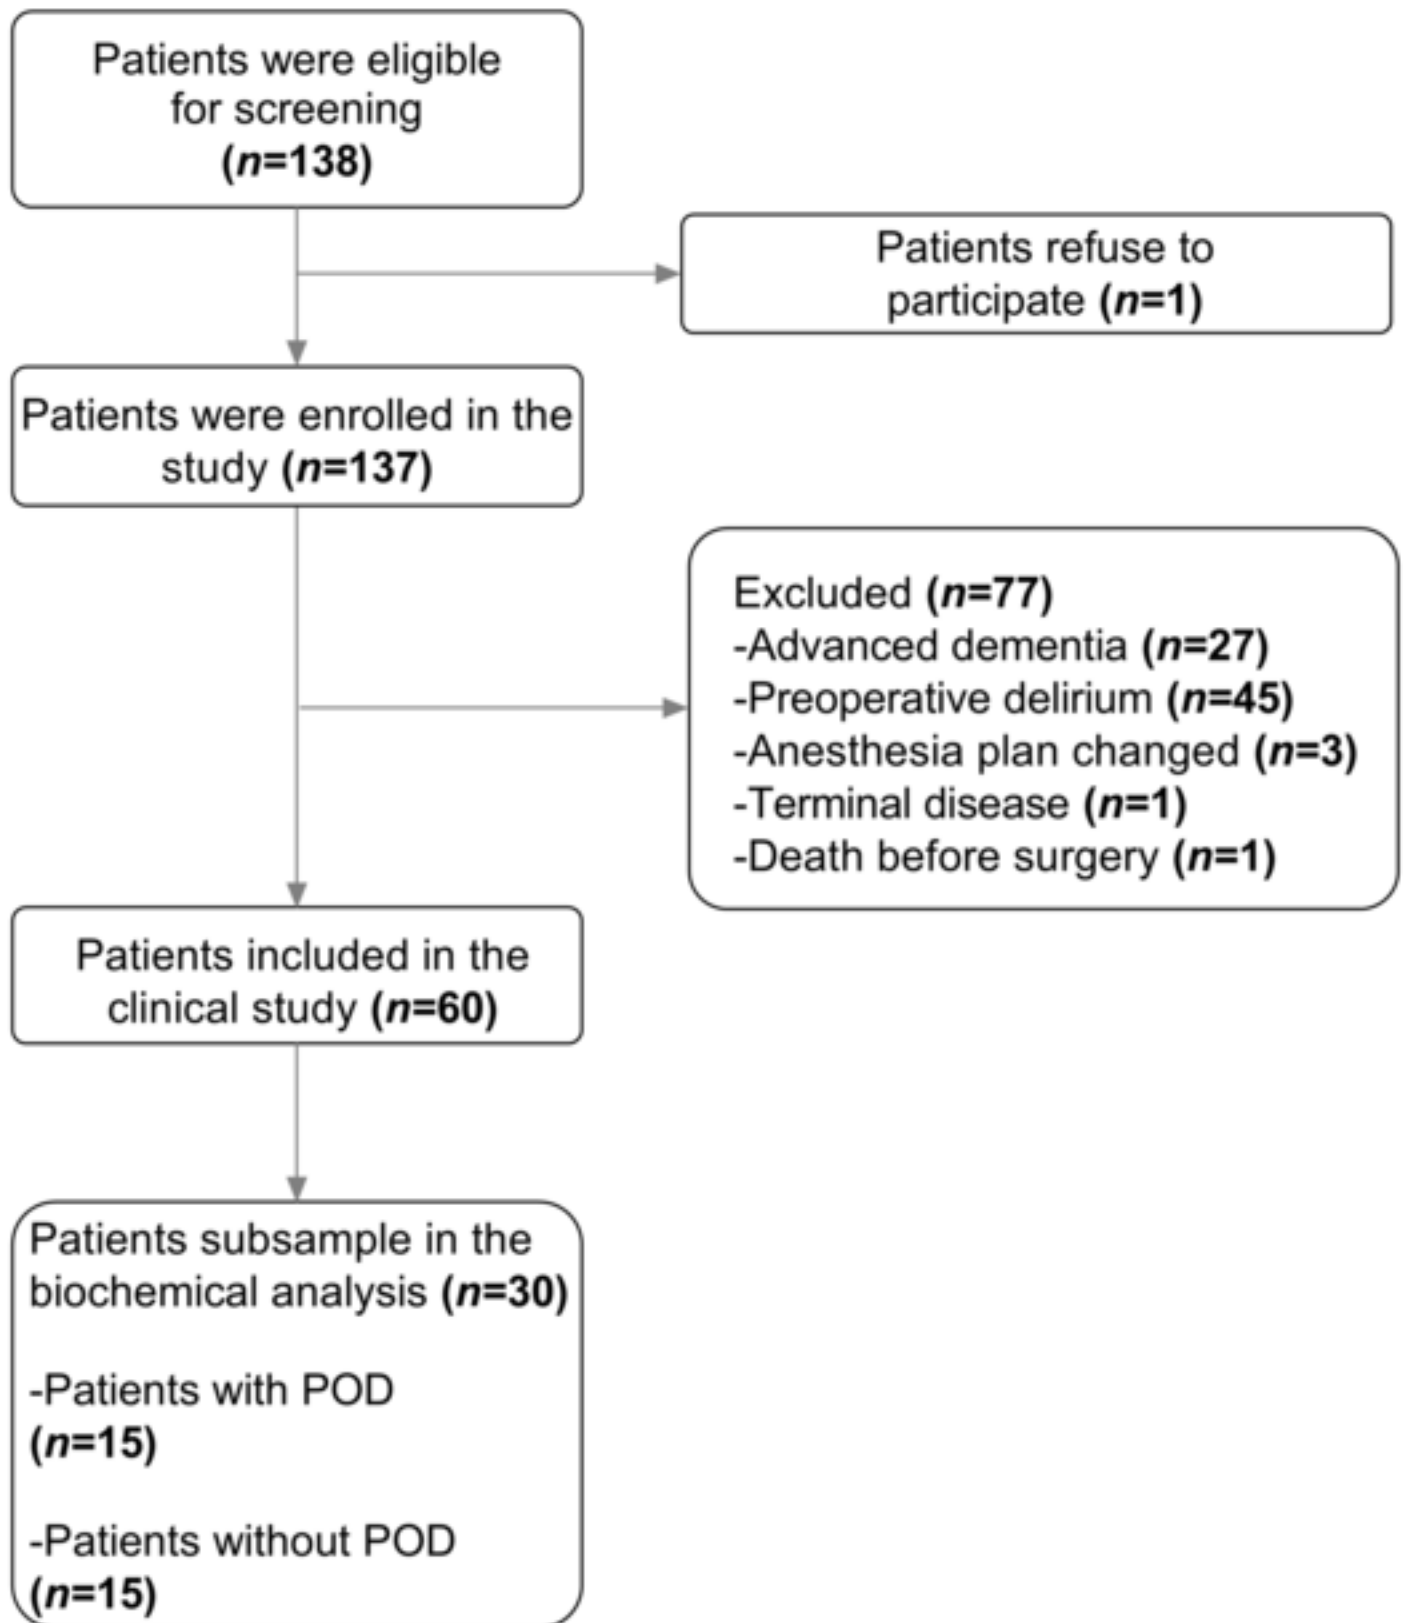 Patients were eligible
for screening
(n=138)
Patients refuse to
participate (n=1)
Patients were enrolled in the
study (n=137)
Excluded (n=77)
-Advanced dementia (n=27)
-Preoperative delirium (n=45)
-Anesthesia plan changed (n=3)
-Terminal disease (n=1)
-Death before surgery (n=1)
Patients included in the
clinical study (n=60)
Patients subsample in the
biochemical analysis (n=30)
-Patients with POD
(n=15)
-Patients without POD
(n=15)